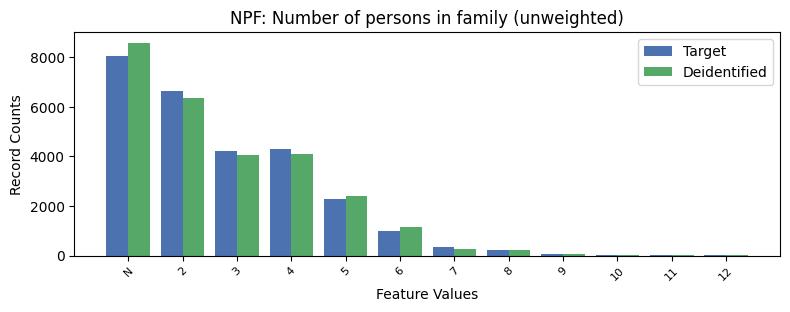 NPF: Number of persons in family (unweighted)
Target
Deidentified
Record Counts
8000
6000
4000
2000
0
N 2 3 4 5 6 7 8 9 10 11 12
Feature Values